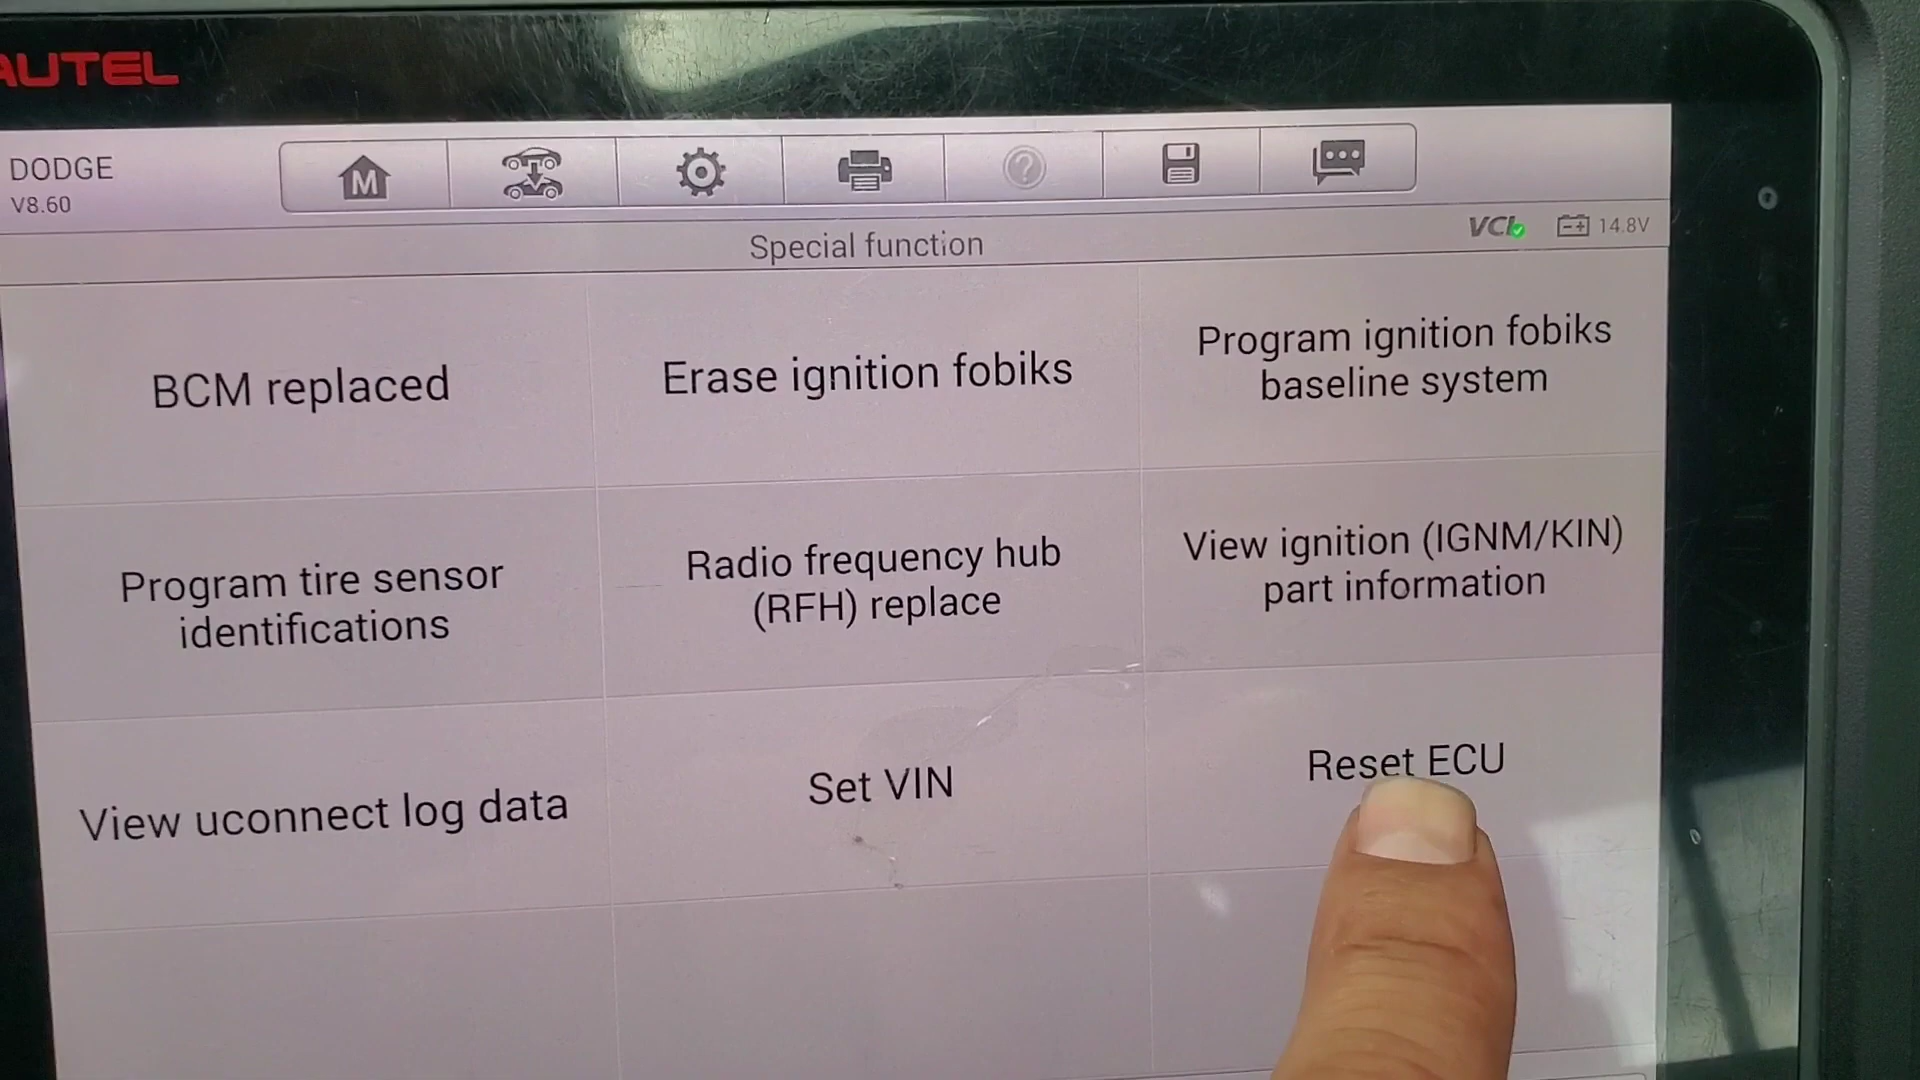 AUTEL
DODGE
V8.60
M
VCI
14.8V
Special function
BCM replaced
Erase ignition fobiks
Program ignition fobiks
baseline system
Program tire sensor
identifications
Radio frequency hub
(RFH) replace
View ignition (IGNM/KIN)
part information
View uconnect log data
Set VIN
Reset ECU